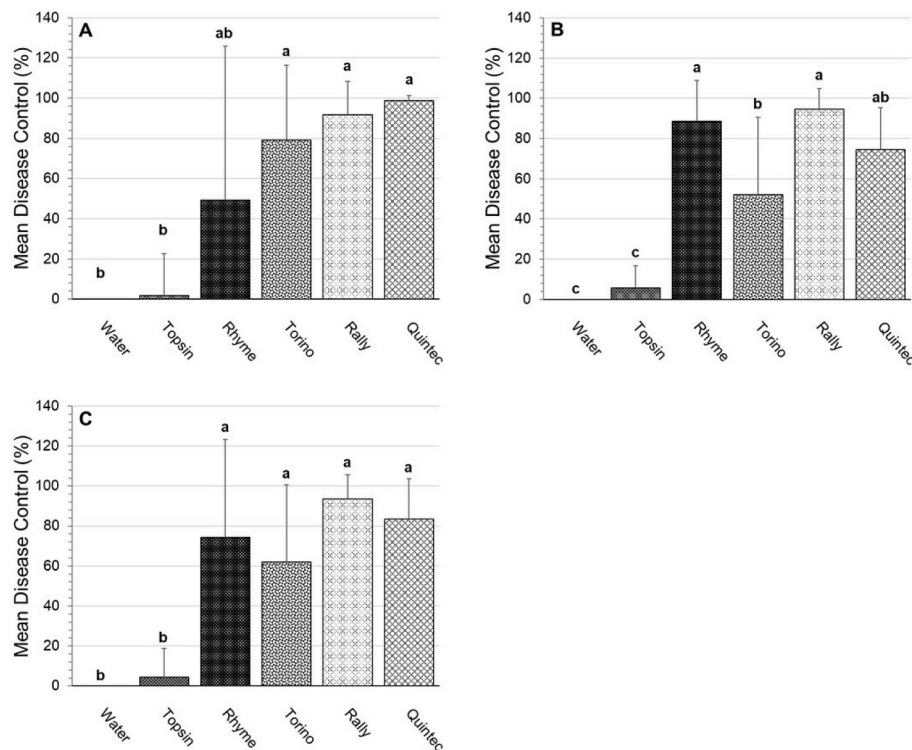 A
Mean Disease Control (%)
140
120
100
80
60
40
20
0
b
b
ab
a
a
a
Water
Topsin
Rhyme
Torino
Rally
Quintec
B
Mean Disease Control (%)
140
120
100
80
60
40
20
0
c
c
a
b
a
ab
Water
Topsin
Rhyme
Torino
Rally
Quintec
C
Mean Disease Control (%)
140
120
100
80
60
40
20
0
b
b
a
a
a
a
Water
Topsin
Rhyme
Torino
Rally
Quintec